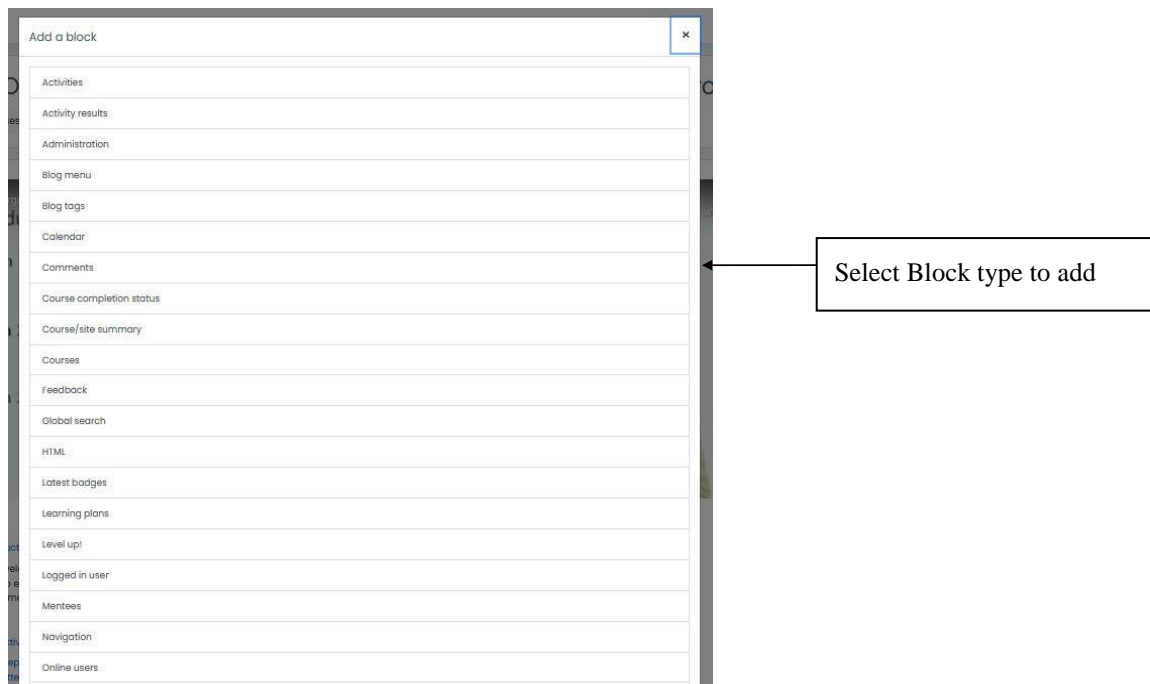 Add a block
×
Activities
Activity results
Administration
Blog menu
Blog tags
Calendar
Comments
Course completion status
Course/site summary
Courses
Feedback
Global search
HTML
Latest badges
Learning plans
Level up!
Logged in user
Mentees
Navigation
Online users
Select Block type to add